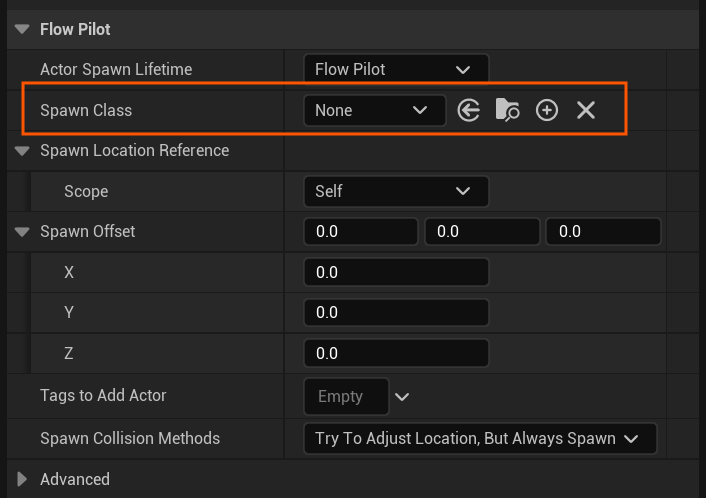 Flow Pilot
Actor Spawn Lifetime Flow Pilot
Spawn Class None
Spawn Location Reference
Scope Self
Spawn Offset 0.0 0.0 0.0
X 0.0
Y 0.0
Z 0.0
Tags to Add Actor Empty
Spawn Collision Methods Try To Adjust Location, But Always Spawn
Advanced